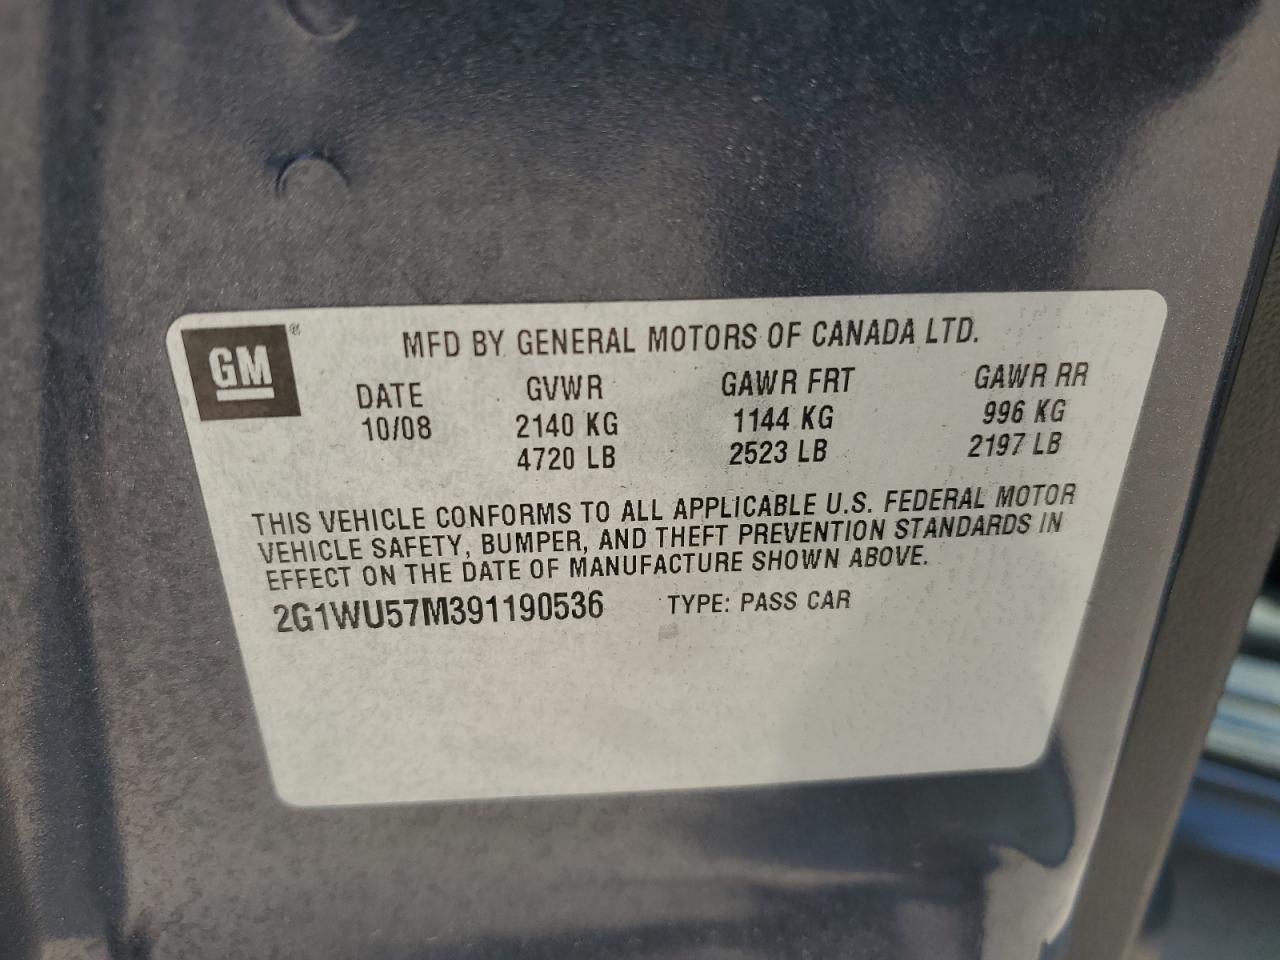 GM ®
MFD BY GENERAL MOTORS OF CANADA LTD.
DATE GVWR GAWR FRT GAWR RR
10/08 2140 KG 1144 KG 996 KG
4720 LB 2523 LB 2197 LB
THIS VEHICLE CONFORMS TO ALL APPLICABLE U.S. FEDERAL MOTOR
VEHICLE SAFETY, BUMPER, AND THEFT PREVENTION STANDARDS IN
EFFECT ON THE DATE OF MANUFACTURE SHOWN ABOVE.
2G1WU57M391190536 TYPE: PASS CAR